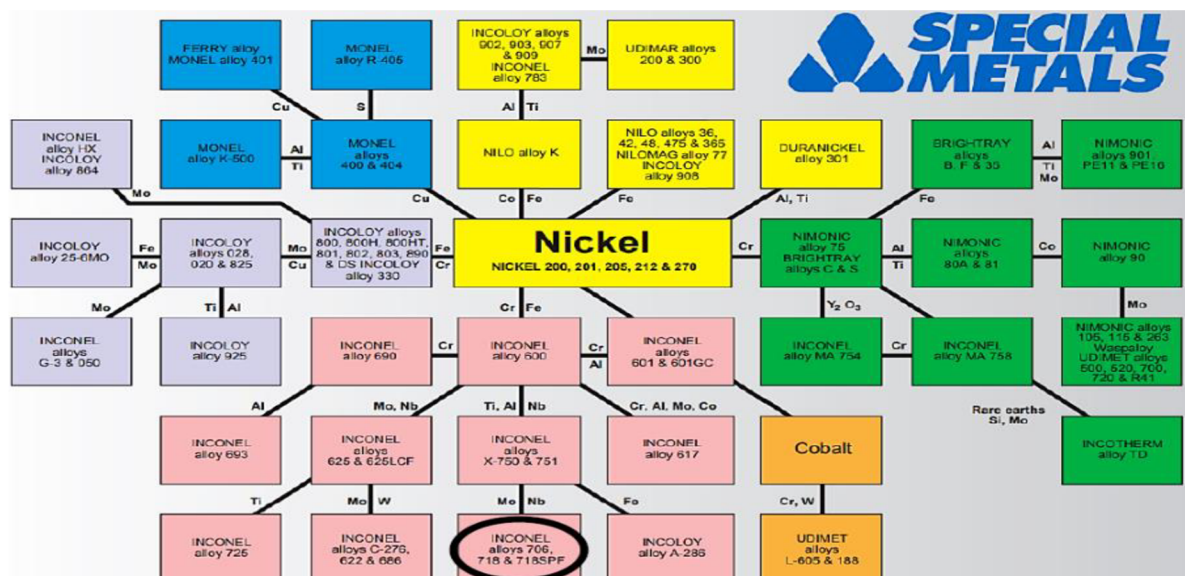 SPECIAL
METALS
FERRY alloy
MONEL alloy 401
MONEL
alloy R-405
INCOLOY alloys
902, 903, 907
& 909
INCONEL
alloy 783
Mo
UDIMAR alloys
200 & 300
Cu
S
Al Ti
INCONEL
alloy HX
INCOLOY
alloy 864
MONEL
alloy K-500
Al
Ti
MONEL
alloys
400 & 404
NILO alloy K
NILO alloys 36,
42, 48, 475 & 365
NILOMAG alloy 77
INCOLOY
alloy 908
DURANICKEL
alloy 301
BRIGHTRAY
alloys
B, F & 35
Al
Ti
Mo
NIMONIC
alloys 901
PE11 & PE16
Mo
Cu
Co Fe
Fe
Al, Ti
Fe
INCOLOY
alloy 25-6MO
Fe
Mo
INCOLOY
alloys 028,
020 & 825
Mo
Cu
INCOLOY alloys
800, 800H, 800HT,
801, 802, 803, 890
& DS INCOLOY
alloy 330
Fe
Cr
Nickel
NICKEL 200, 201, 205, 212 & 270
Cr
NIMONIC
alloy 75
BRIGHTRAY
alloys C & S
Al
Ti
NIMONIC
alloys
80A & 81
Co
NIMONIC
alloy 90
Mo
Ti Al
Cr Fe
Y2 O3
Mo
INCONEL
alloys
G-3 & 050
INCOLOY
alloy 925
INCONEL
alloy 690
Cr
INCONEL
alloy 600
Cr
Al
INCONEL
alloys
601 & 601GC
INCONEL
alloy MA 754
Cr
INCONEL
alloy MA 758
NIMONIC alloys
105, 115 & 263
Waspaloy
UDIMET alloys
500, 520, 700,
720 & R41
Al
Mo, Nb
Ti, Al Nb
Cr, Al, Mo, Co
Rare earths
Si, Mo
INCONEL
alloy 693
INCONEL
alloys
625 & 625LCF
INCONEL
alloys
X-750 & 751
INCONEL
alloy 617
Cobalt
INCOTHERM
alloy TD
Ti
Mo W
Mo Nb
Fe
Cr, W
INCONEL
alloy 725
INCONEL
alloys C-276,
622 & 686
INCONEL
alloys 706,
718 & 718SPF
INCOLOY
alloy A-286
UDIMET
alloys
L-605 & 188